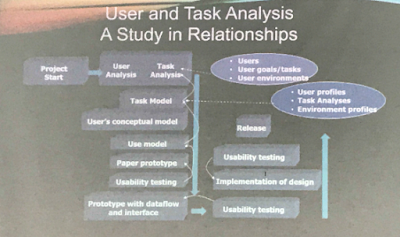 User and Task Analysis
A Study in Relationships
Project
Start
User
Analysis
Task
Analysis
• Users
• User goals/tasks
• User environments
Task Model
• User profiles
• Task Analyses
• Environment profiles
User's conceptual model
Release
Use model
Paper prototype
Usability testing
Usability testing
Implementation of design
Prototype with dataflow
and interface
Usability testing